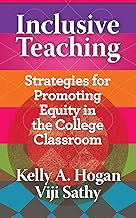 Inclusive
Teaching
Strategies for
Promoting
Equity in
the College
Classroom
Kelly A. Hogan
Viji Sathy